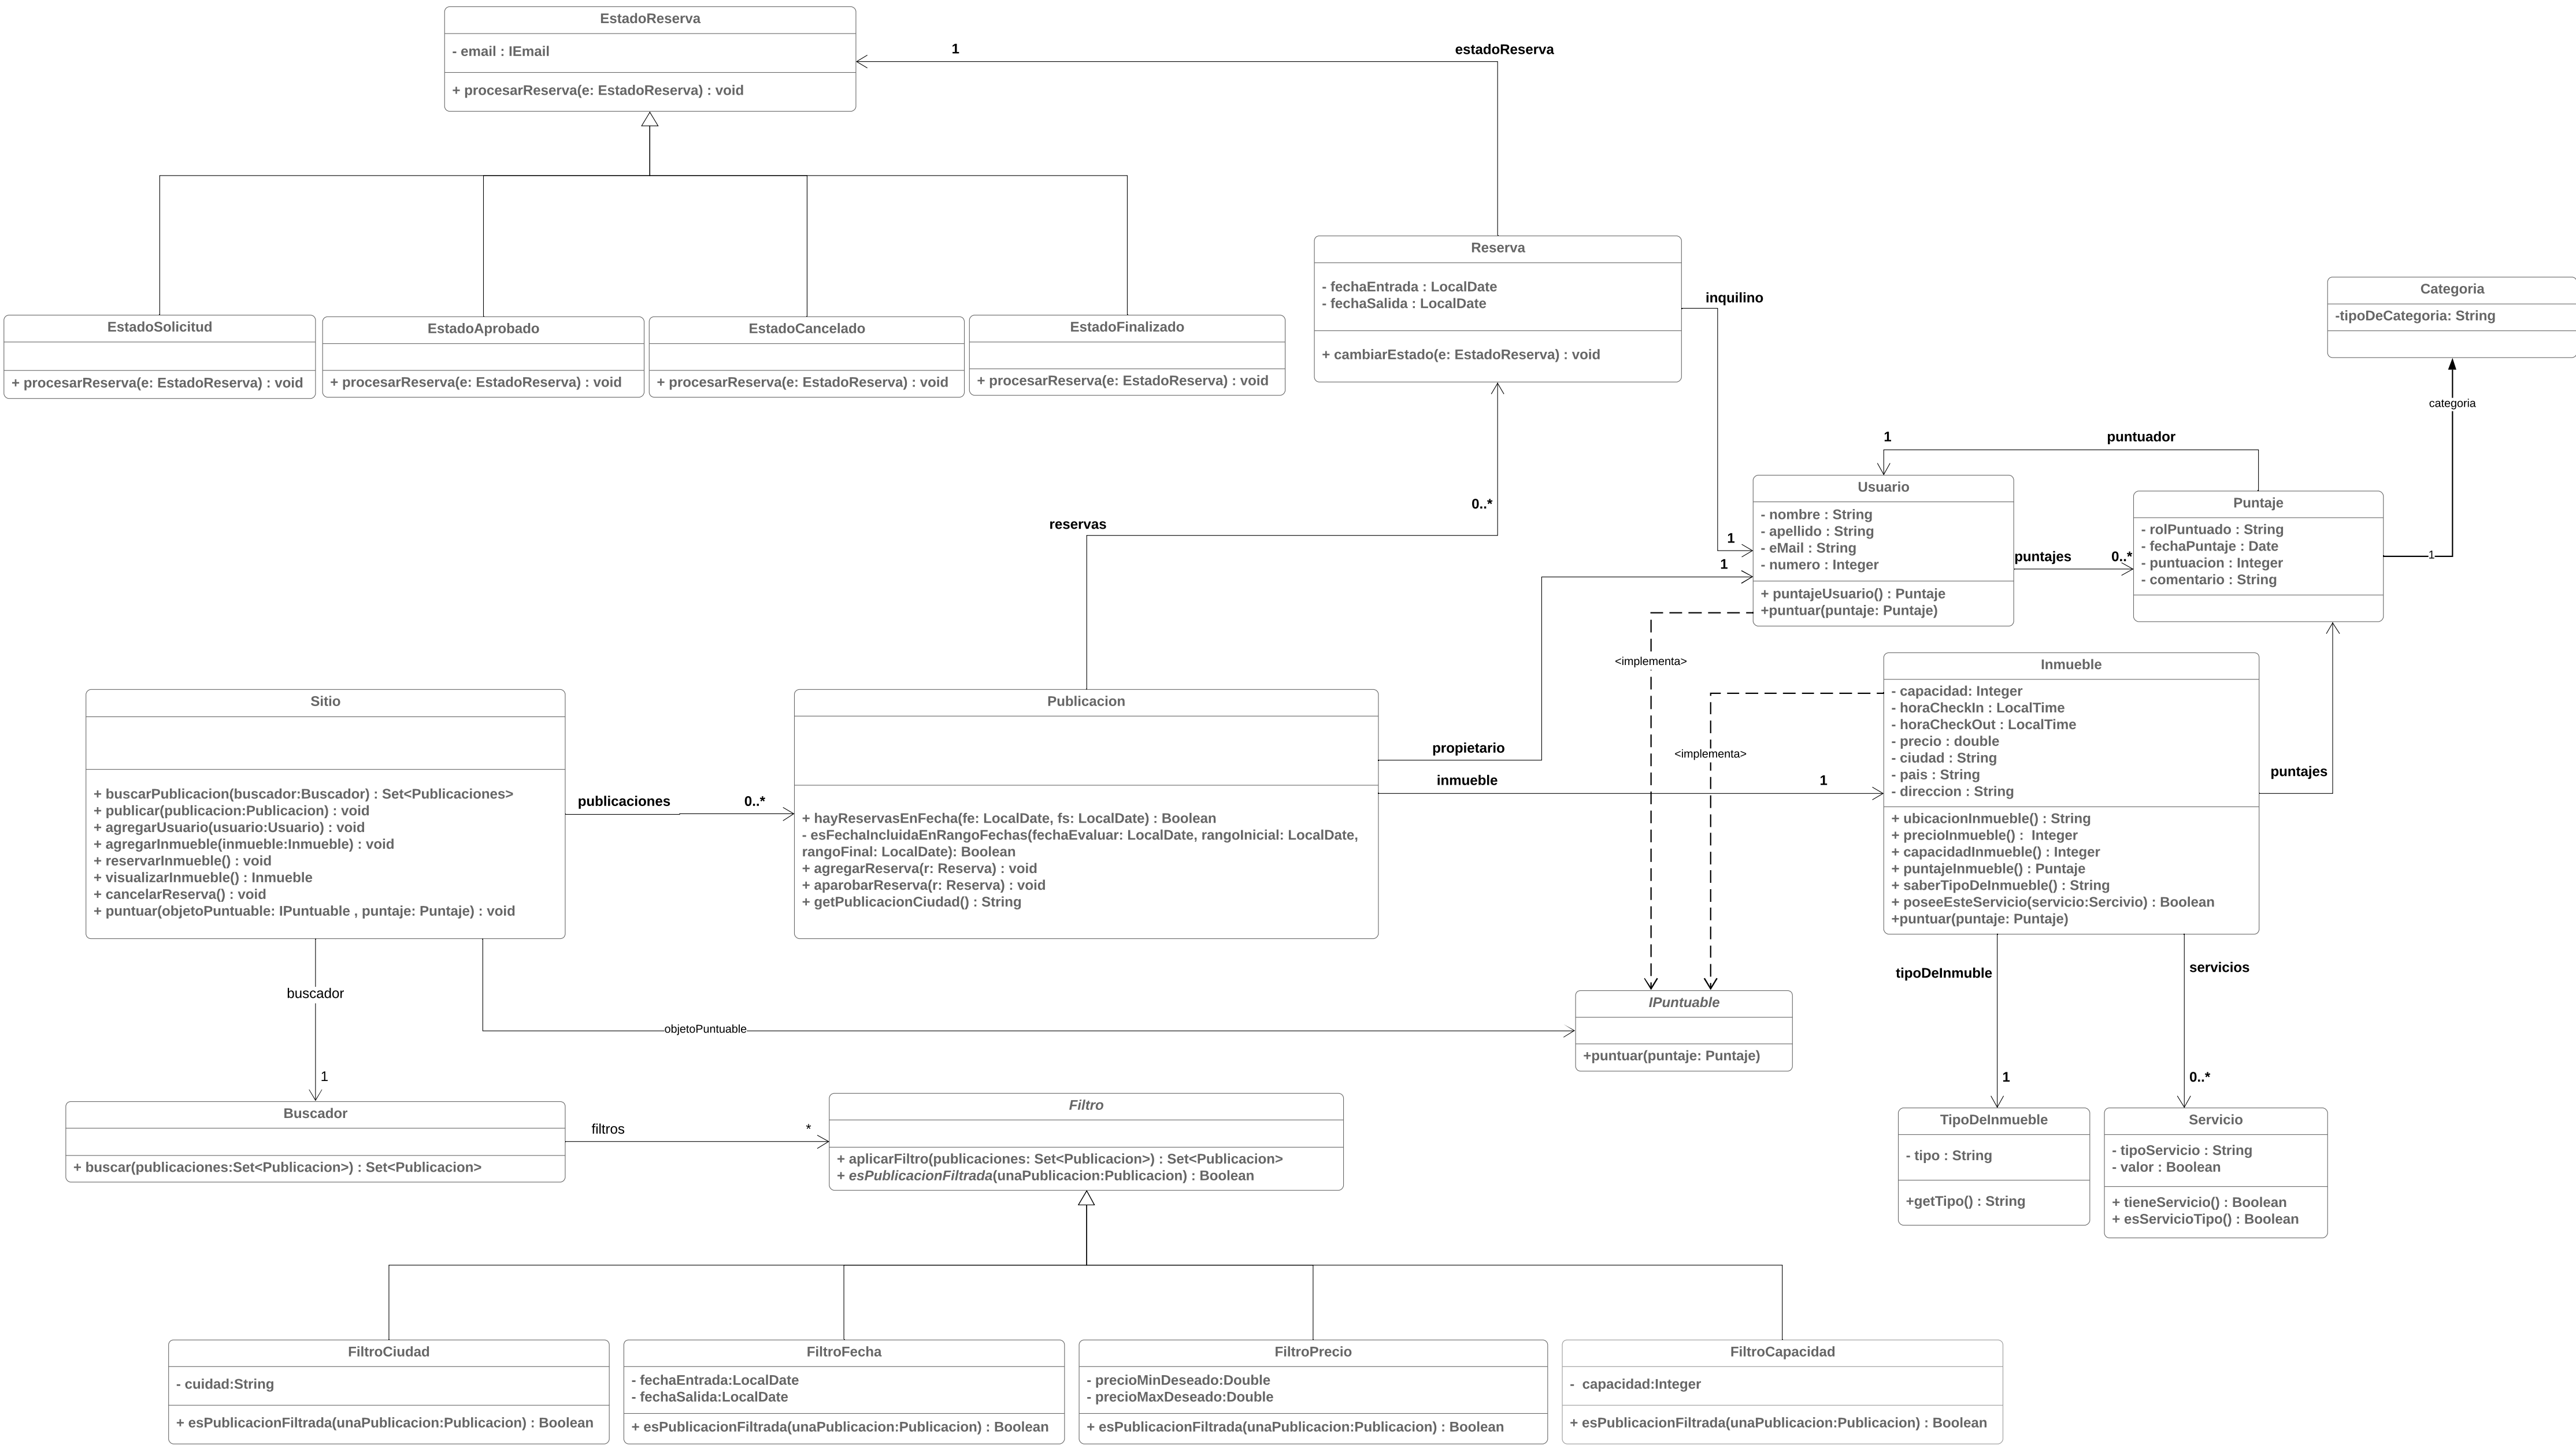 EstadoReserva
- email : IEmail
+ procesarReserva(e: EstadoReserva) : void
1
estadoReserva
EstadoSolicitud
+ procesarReserva(e: EstadoReserva) : void
EstadoAprobado
+ procesarReserva(e: EstadoReserva) : void
EstadoCancelado
+ procesarReserva(e: EstadoReserva) : void
EstadoFinalizado
+ procesarReserva(e: EstadoReserva) : void
Reserva
- fechaEntrada : LocalDate
- fechaSalida : LocalDate
+ cambiarEstado(e: EstadoReserva) : void
inquilino
1
Categoria
-tipoDeCategoria: String
categoria
1
1
puntuador
Usuario
- nombre : String
- apellido : String
- eMail : String
- numero : Integer
+ puntajeUsuario() : Puntaje
+puntuar(puntaje: Puntaje)
puntajes
0..*
Puntaje
- rolPuntuado : String
- fechaPuntaje : Date
- puntuacion : Integer
- comentario : String
reservas
0..*
1
propietario
inmueble
1
<implementa>
<implementa>
puntajes
Sitio
+ buscarPublicacion(buscador:Buscador) : Set<Publicaciones>
+ publicar(publicacion:Publicacion) : void
+ agregarUsuario(usuario:Usuario) : void
+ agregarInmueble(inmueble:Inmueble) : void
+ reservarInmueble() : void
+ visualizarInmueble() : Inmueble
+ cancelarReserva() : void
+ puntuar(objetoPuntuable: IPuntuable , puntaje: Puntaje) : void
publicaciones
0..*
Publicacion
+ hayReservasEnFecha(fe: LocalDate, fs: LocalDate) : Boolean
- esFechaIncluidaEnRangoFechas(fechaEvaluar: LocalDate, rangoInicial: LocalDate,
rangoFinal: LocalDate): Boolean
+ agregarReserva(r: Reserva) : void
+ aparobarReserva(r: Reserva) : void
+ getPublicacionCiudad() : String
Inmueble
- capacidad: Integer
- horaCheckIn : LocalTime
- horaCheckOut : LocalTime
- precio : double
- ciudad : String
- pais : String
- direccion : String
+ ubicacionInmueble() : String
+ precioInmueble() :  Integer
+ capacidadInmueble() : Integer
+ puntajeInmueble() : Puntaje
+ saberTipoDeInmueble() : String
+ poseeEsteServicio(servicio:Sercivio) : Boolean
+puntuar(puntaje: Puntaje)
buscador
1
objetoPuntuable
IPuntuable
+puntuar(puntaje: Puntaje)
tipoDeInmuble
1
servicios
0..*
Buscador
+ buscar(publicaciones:Set<Publicacion>) : Set<Publicacion>
filtros
*
Filtro
+ aplicarFiltro(publicaciones: Set<Publicacion>) : Set<Publicacion>
+ esPublicacionFiltrada(unaPublicacion:Publicacion) : Boolean
TipoDeInmueble
- tipo : String
+getTipo() : String
Servicio
- tipoServicio : String
- valor : Boolean
+ tieneServicio() : Boolean
+ esServicioTipo() : Boolean
FiltroCiudad
- cuidad:String
+ esPublicacionFiltrada(unaPublicacion:Publicacion) : Boolean
FiltroFecha
- fechaEntrada:LocalDate
- fechaSalida:LocalDate
+ esPublicacionFiltrada(unaPublicacion:Publicacion) : Boolean
FiltroPrecio
- precioMinDeseado:Double
- precioMaxDeseado:Double
+ esPublicacionFiltrada(unaPublicacion:Publicacion) : Boolean
FiltroCapacidad
-  capacidad:Integer
+ esPublicacionFiltrada(unaPublicacion:Publicacion) : Boolean